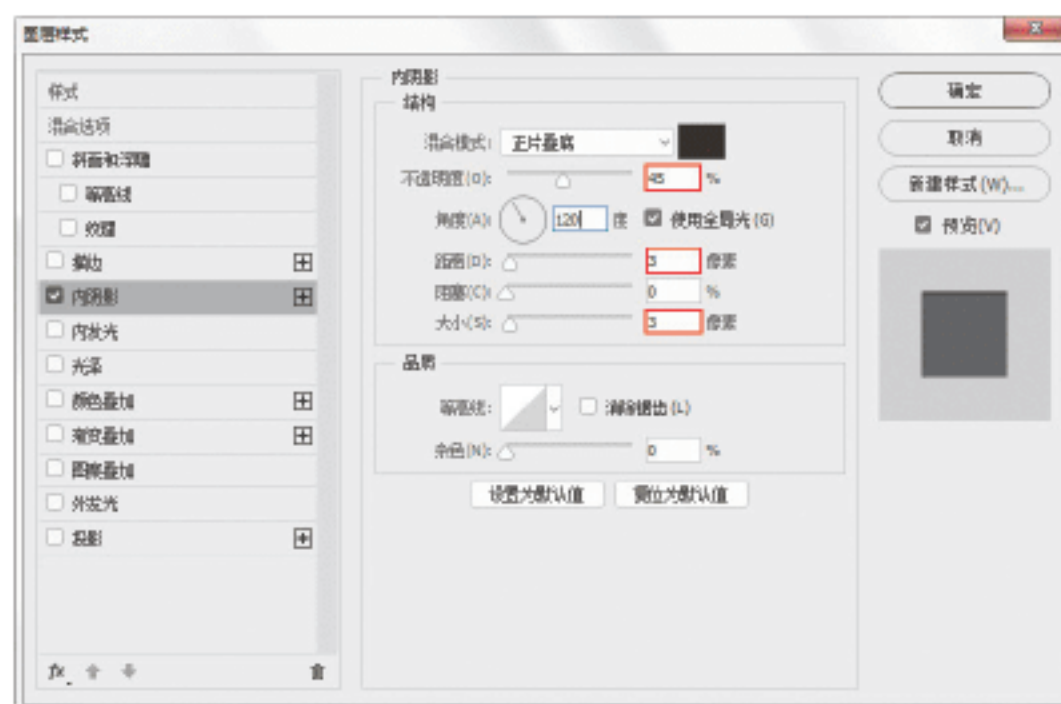 图层样式
样式
混合选项
斜面和浮雕
等高线
纹理
描边
内阴影
内发光
光泽
颜色叠加
渐变叠加
图案叠加
外发光
投影
fx
内阴影
结构
混合模式: 正片叠底
不透明度(O): 45 %
角度(A): 120 度 使用全局光(G)
距离(D): 3 像素
阻塞(C): 0 %
大小(S): 3 像素
品质
等高线: 消除锯齿(L)
杂色(N): 0 %
设置为默认值 复位为默认值
确定
取消
新建样式(W)...
预览(V)